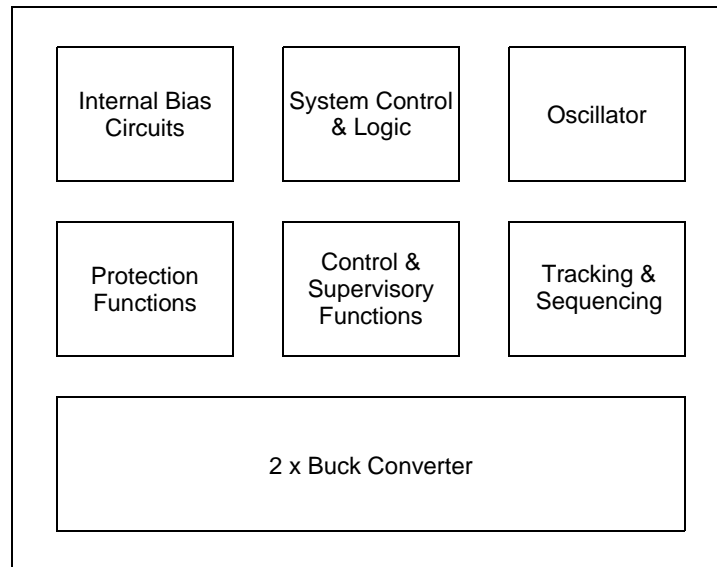 Internal Bias
Circuits
System Control
& Logic
Oscillator
Protection
Functions
Control &
Supervisory
Functions
Tracking &
Sequencing
2 x Buck Converter